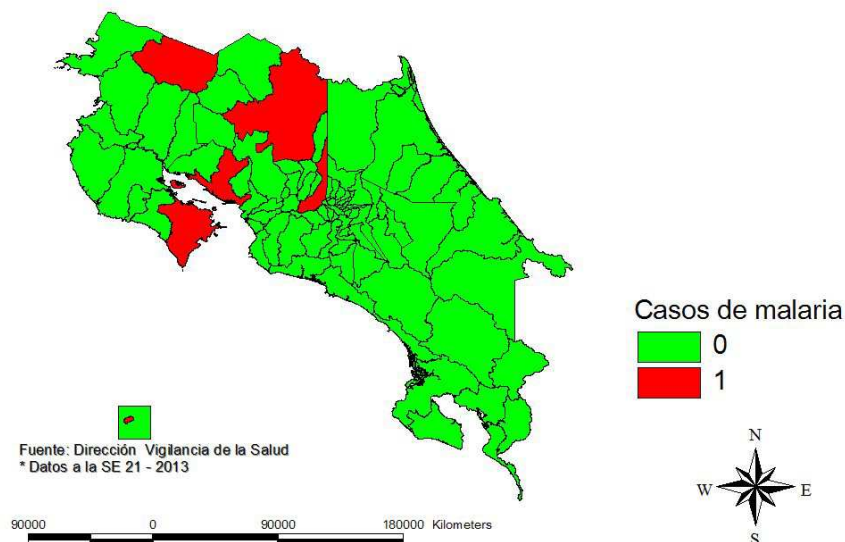 Casos de malaria
0
1
Fuente: Dirección Vigilancia de la Salud
* Datos a la SE 21 - 2013
N
W E
S
90000 0 90000 180000 Kilometers